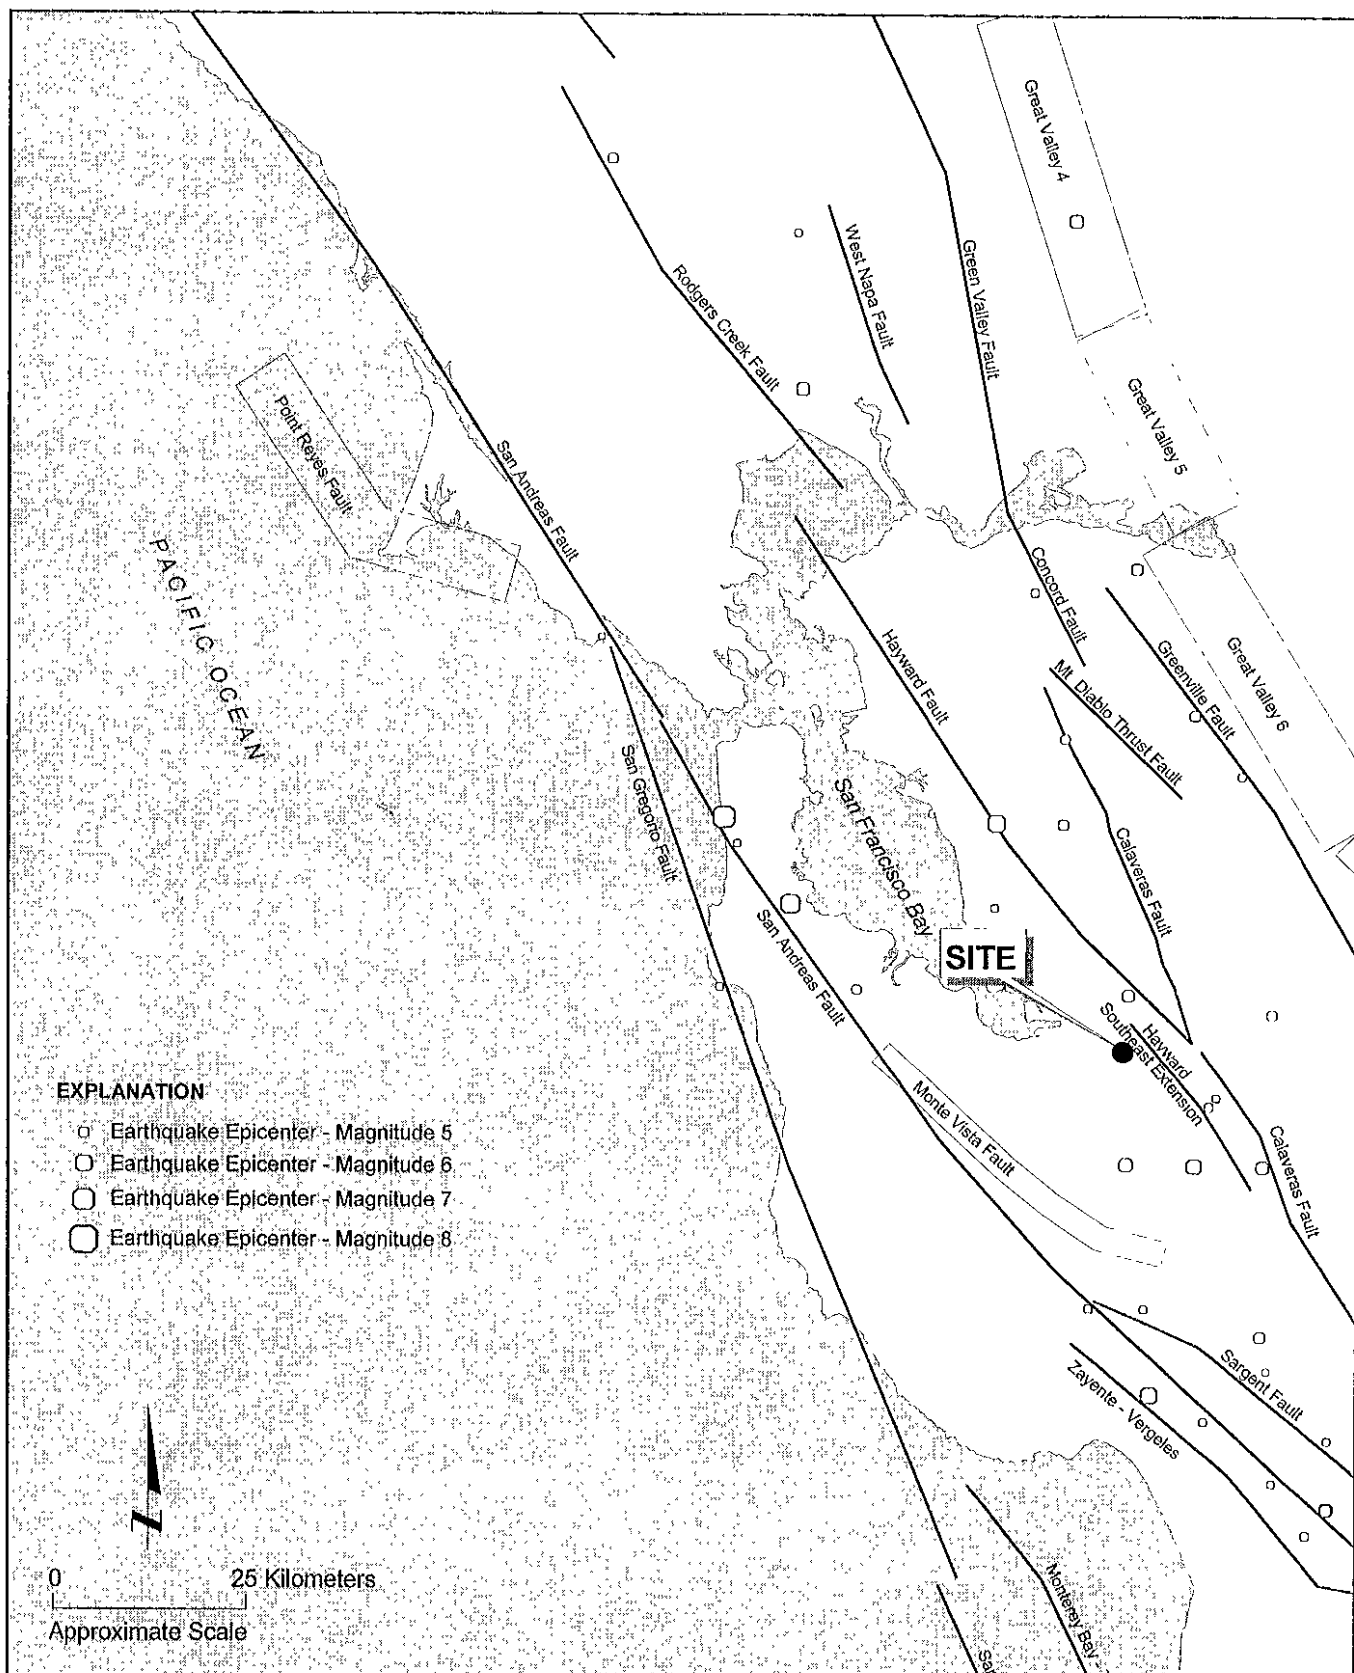 Great Valley 4
West Napa Fault
Green Valley Fault
Rodgers Creek Fault
Great Valley 5
Point Reyes Fault
San Andreas Fault
PACIFIC OCEAN
Concord Fault
Hayward Fault
Mt. Diablo Thrust Fault
Greenville Fault
Great Valley 6
San Gregorio Fault
San Francisco Bay
Calaveras Fault
San Andreas Fault
SITE
Hayward
Southeast Extension
Monte Vista Fault
Calaveras Fault
EXPLANATION
Earthquake Epicenter - Magnitude 5
Earthquake Epicenter - Magnitude 6
Earthquake Epicenter - Magnitude 7
Earthquake Epicenter - Magnitude 8
Sargent Fault
Zayente - Vergeles
Z
0 25 Kilometers
Approximate Scale
Monterey Bay -